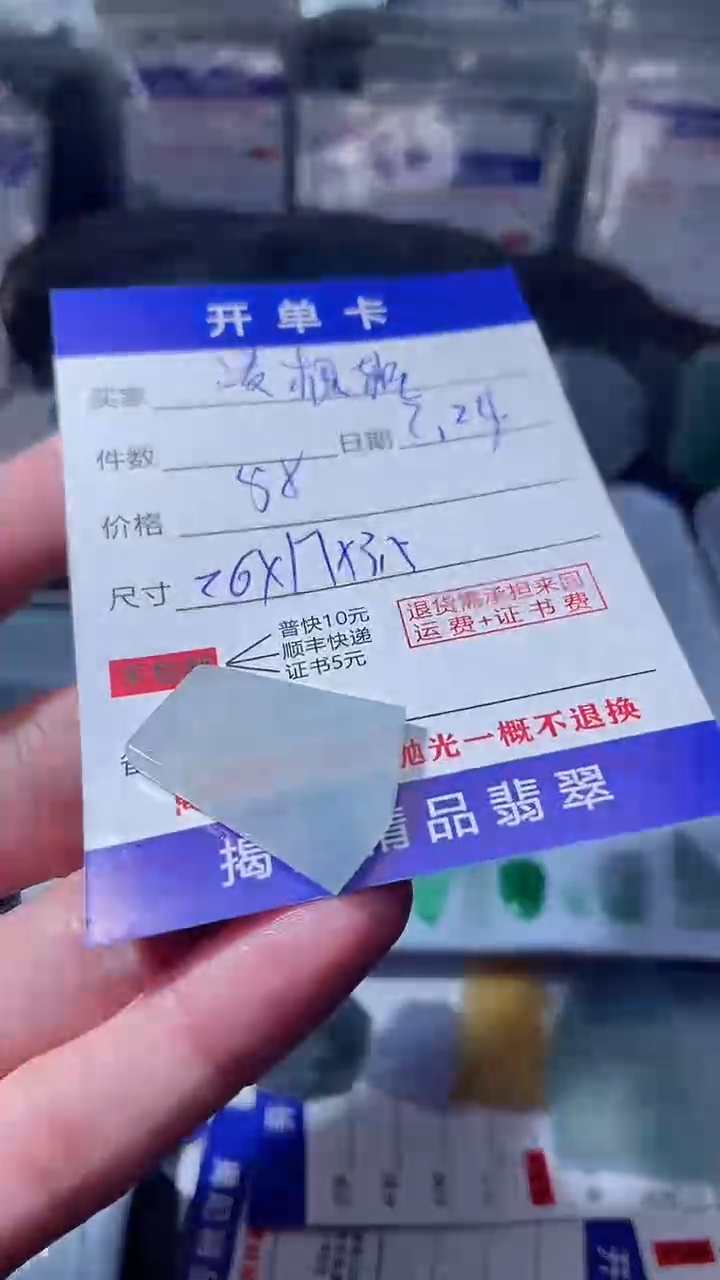 开单卡
买家
件数 日期 7.24.
价格 58
尺寸 26X17X3.5
普快10元
顺丰快递
证书5元
退货需承担来回
运费+证书费
抛光一概不退换
揭 精品翡翠